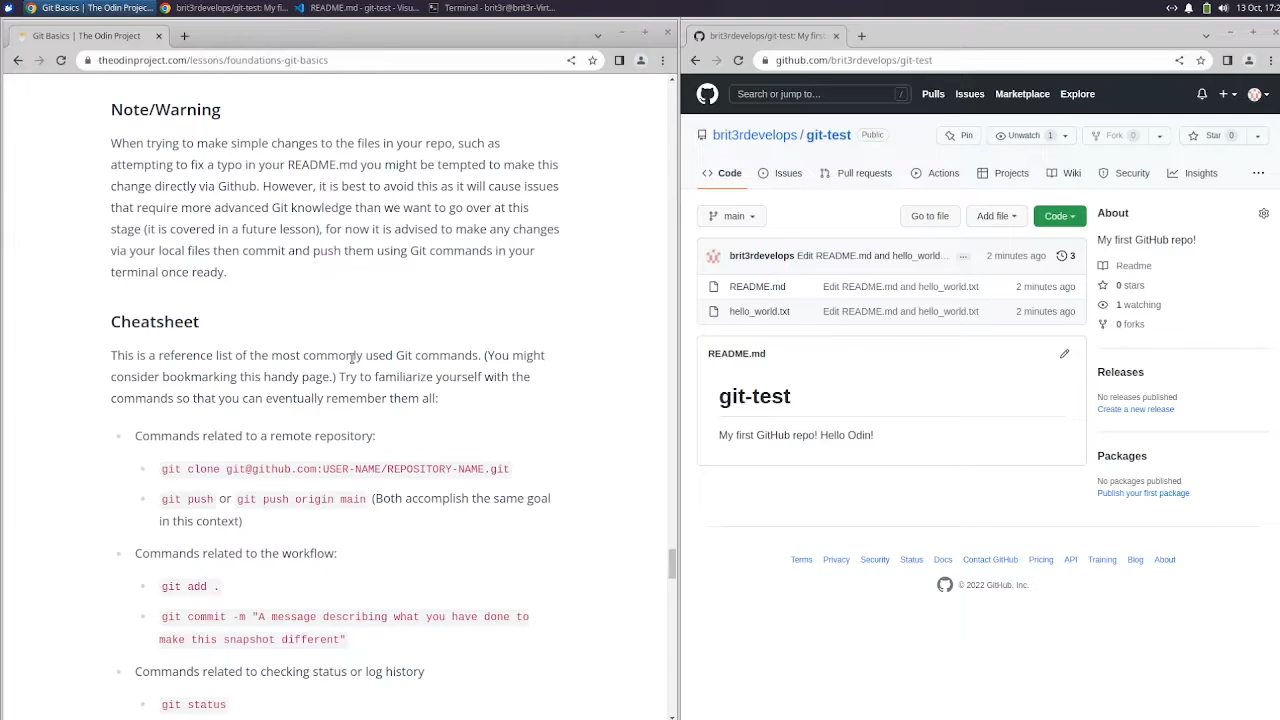 Git Basics | The Odin Project...
brit3rdevelops/git-test: My fi...
README.md - git-test - Visu...
Terminal - brit3r@brit3r-Virt...
13 Oct, 17:2
Git Basics | The Odin Project
theodinproject.com/lessons/foundations-git-basics
Note/Warning
When trying to make simple changes to the files in your repo, such as
attempting to fix a typo in your README.md you might be tempted to make this
change directly via Github. However, it is best to avoid this as it will cause issues
that require more advanced Git knowledge than we want to go over at this
stage (it is covered in a future lesson), for now it is advised to make any changes
via your local files then commit and push them using Git commands in your
terminal once ready.
Cheatsheet
This is a reference list of the most commonly used Git commands. (You might
consider bookmarking this handy page.) Try to familiarize yourself with the
commands so that you can eventually remember them all:
Commands related to a remote repository:
git clone git@github.com:USER-NAME/REPOSITORY-NAME.git
git push or git push origin main (Both accomplish the same goal
in this context)
Commands related to the workflow:
git add .
git commit -m "A message describing what you have done to
make this snapshot different"
Commands related to checking status or log history
git status
brit3rdevelops/git-test: My first
github.com/brit3rdevelops/git-test
Search or jump to... /
Pulls Issues Marketplace Explore
brit3rdevelops / git-test Public
Pin Unwatch 1 Fork 0 Star 0
Code Issues Pull requests Actions Projects Wiki Security Insights ...
main Go to file Add file Code
brit3rdevelops Edit README.md and hello_world... ... 2 minutes ago 3
README.md Edit README.md and hello_world.txt 2 minutes ago
hello_world.txt Edit README.md and hello_world.txt 2 minutes ago
README.md
git-test
My first GitHub repo! Hello Odin!
About
My first GitHub repo!
Readme
0 stars
1 watching
0 forks
Releases
No releases published
Create a new release
Packages
No packages published
Publish your first package
Terms Privacy Security Status Docs Contact GitHub Pricing API Training Blog About
© 2022 GitHub, Inc.